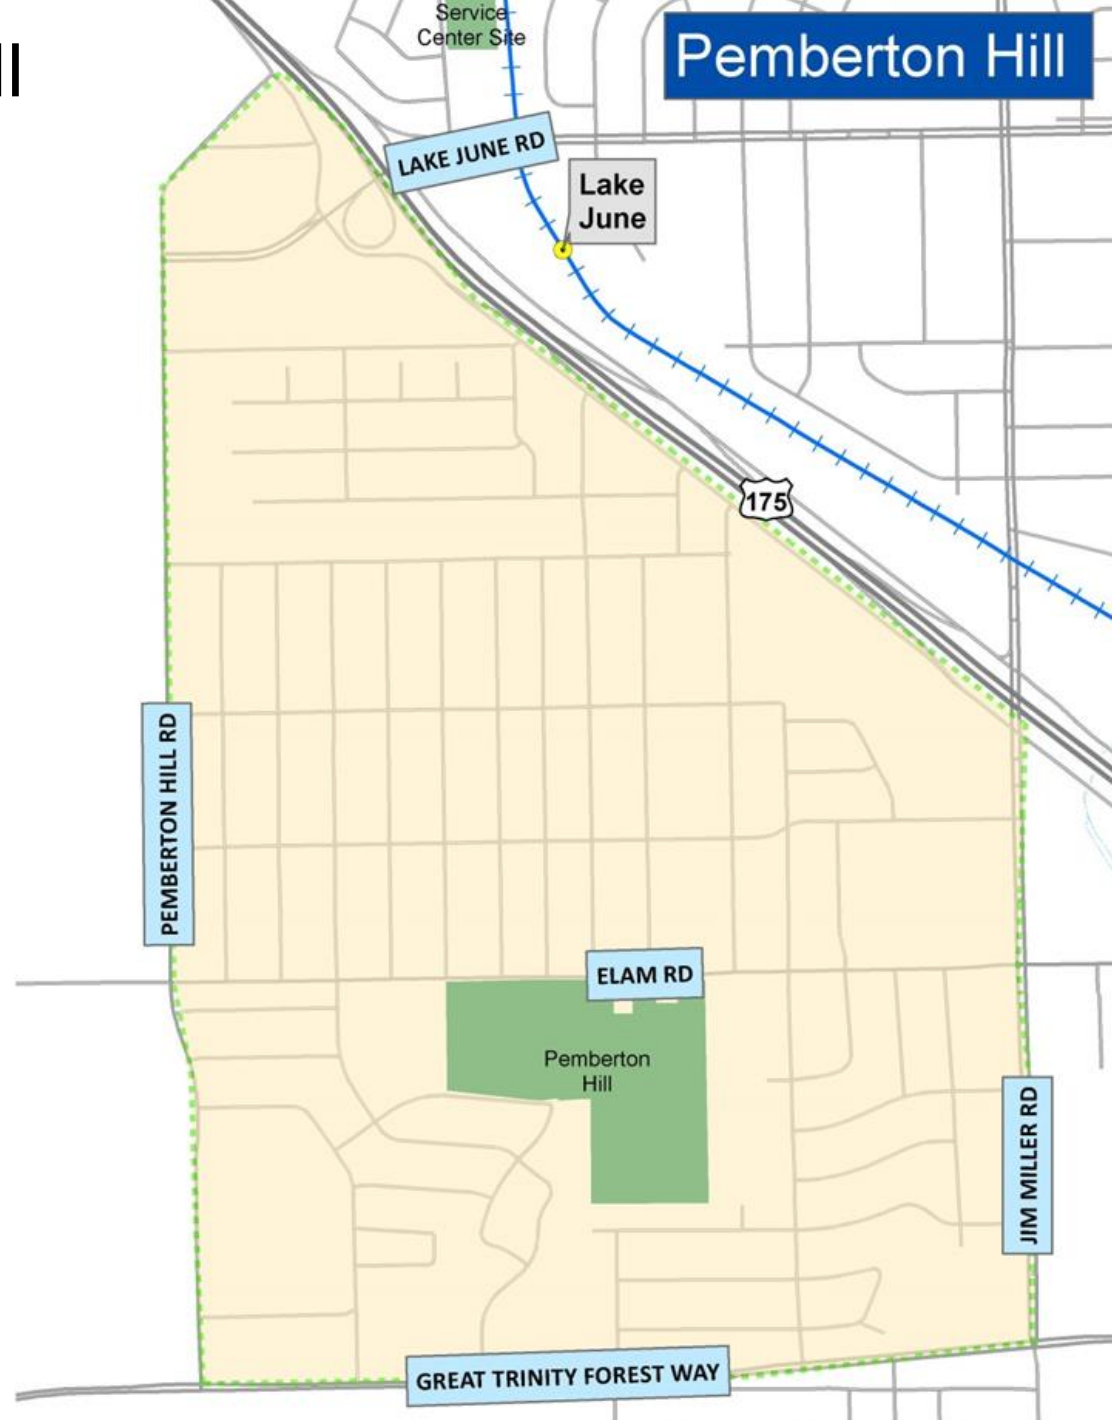 ll
Service
Center Site
Pemberton Hill
LAKE JUNE RD
Lake
June
175
PEMBERTON HILL RD
ELAM RD
Pemberton
Hill
JIM MILLER RD
GREAT TRINITY FOREST WAY